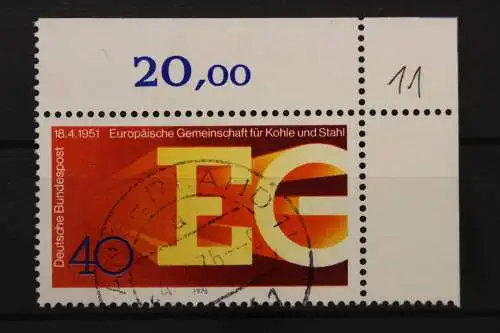 20,00
11
18.4.1951 Europäische Gemeinschaft für Kohle und Stahl
Deutsche Bundespost
EG
40
1976